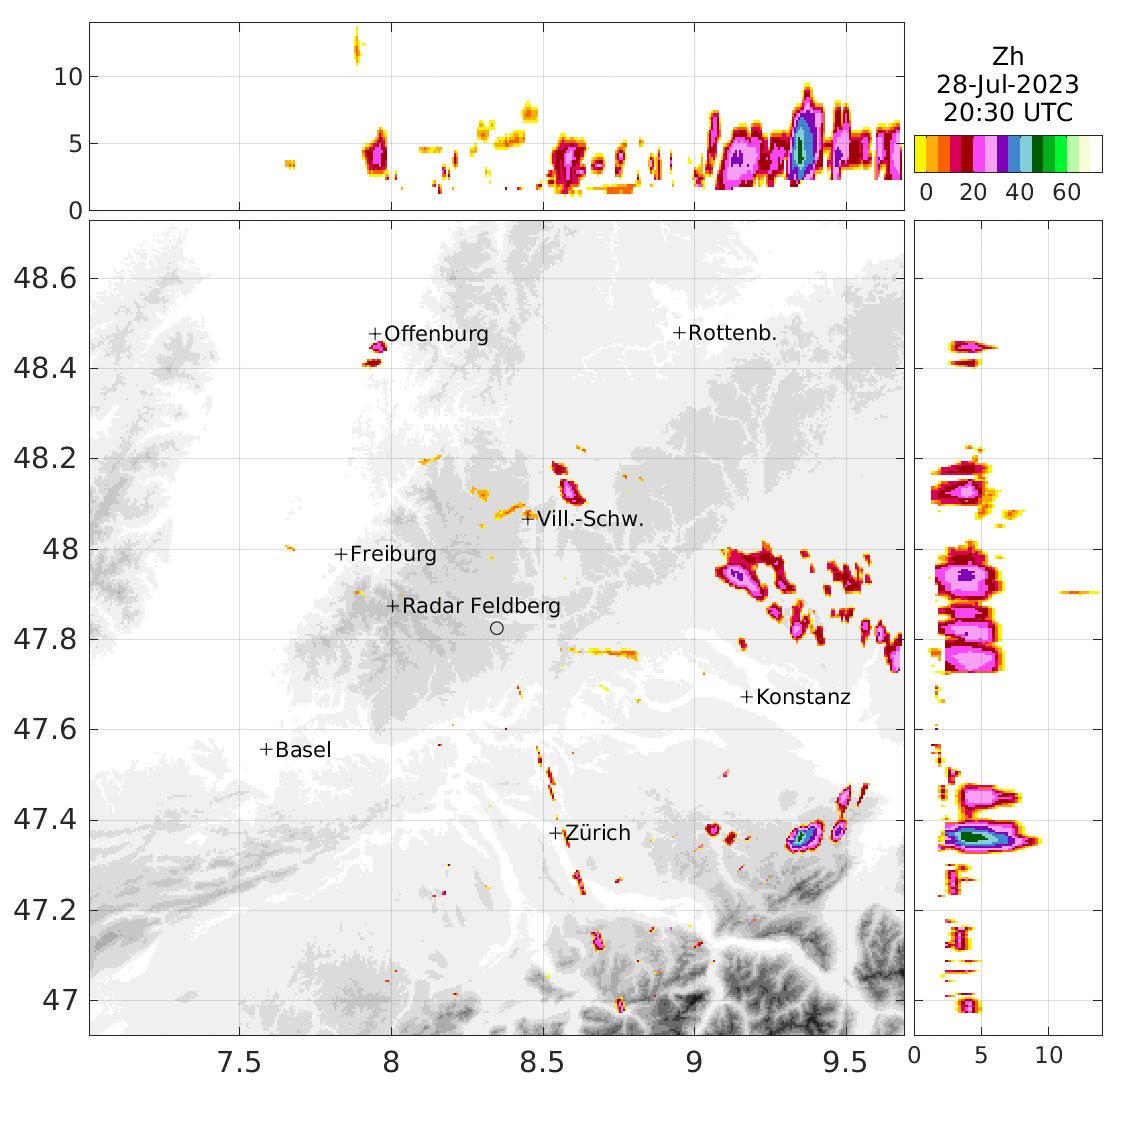 10
5
0
Zh
28-Jul-2023
20:30 UTC
0 20 40 60
48.6
48.4
48.2
48
47.8
47.6
47.4
47.2
47
Offenburg
Rottenb.
Vill.-Schw.
Freiburg
Radar Feldberg
Konstanz
Basel
Zürich
7.5 8 8.5 9 9.5
0 5 10